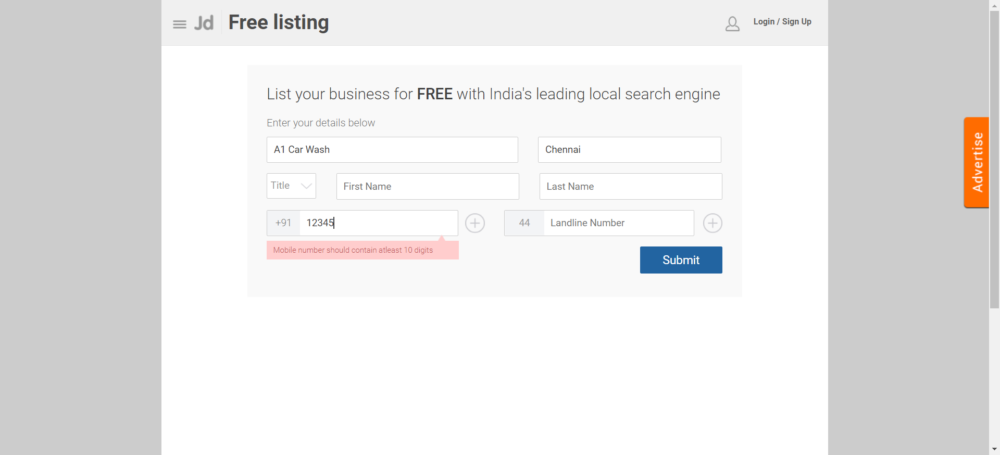 Jd Free listing
Login / Sign Up
List your business for FREE with India's leading local search engine
Enter your details below
A1 Car Wash
Chennai
Title
First Name
Last Name
+91 12345
44 Landline Number
Mobile number should contain atleast 10 digits
Submit
Advertise